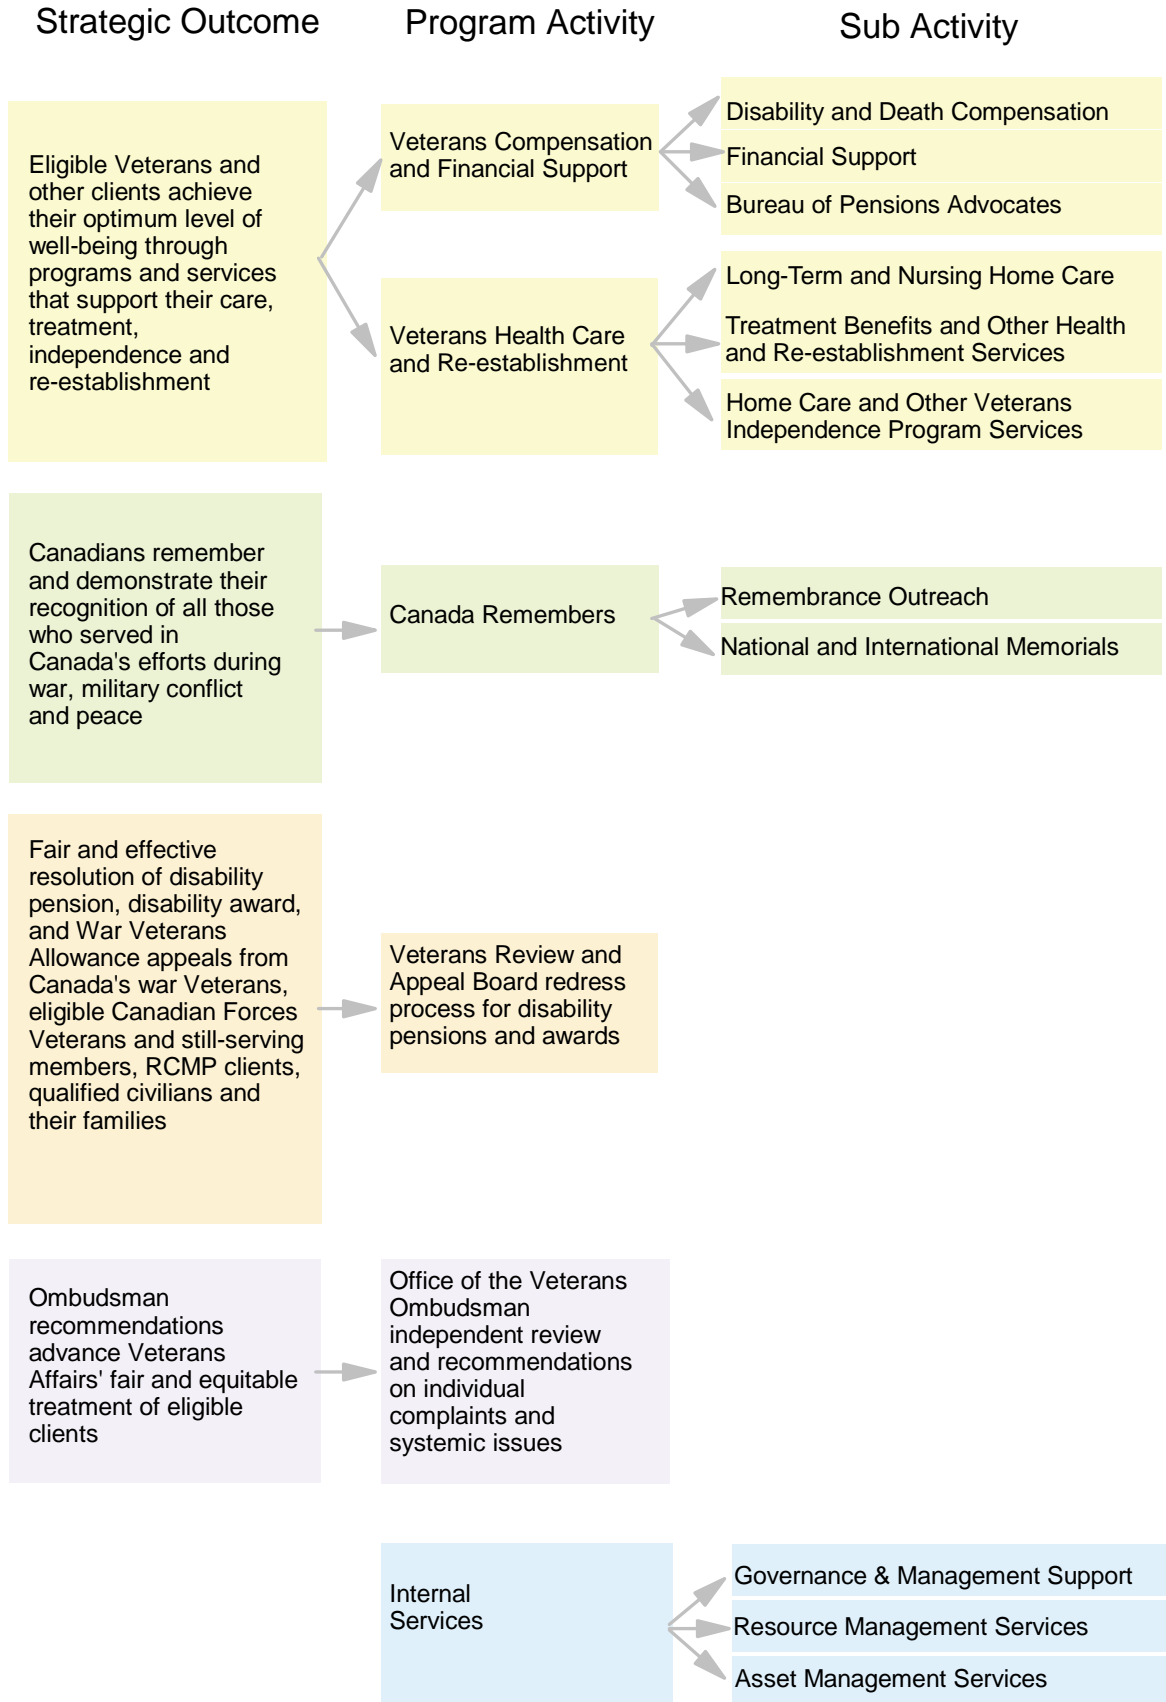 Strategic Outcome
Program Activity
Sub Activity
Eligible Veterans and
other clients achieve
their optimum level of
well-being through
programs and services
that support their care,
treatment,
independence and
re-establishment
Veterans Compensation
and Financial Support
Disability and Death Compensation
Financial Support
Bureau of Pensions Advocates
Veterans Health Care
and Re-establishment
Long-Term and Nursing Home Care
Treatment Benefits and Other Health
and Re-establishment Services
Home Care and Other Veterans
Independence Program Services
Canadians remember
and demonstrate their
recognition of all those
who served in
Canada's efforts during
war, military conflict
and peace
Canada Remembers
Remembrance Outreach
National and International Memorials
Fair and effective
resolution of disability
pension, disability award,
and War Veterans
Allowance appeals from
Canada's war Veterans,
eligible Canadian Forces
Veterans and still-serving
members, RCMP clients,
qualified civilians and
their families
Veterans Review and
Appeal Board redress
process for disability
pensions and awards
Ombudsman
recommendations
advance Veterans
Affairs' fair and equitable
treatment of eligible
clients
Office of the Veterans
Ombudsman
independent review
and recommendations
on individual
complaints and
systemic issues
Internal
Services
Governance & Management Support
Resource Management Services
Asset Management Services